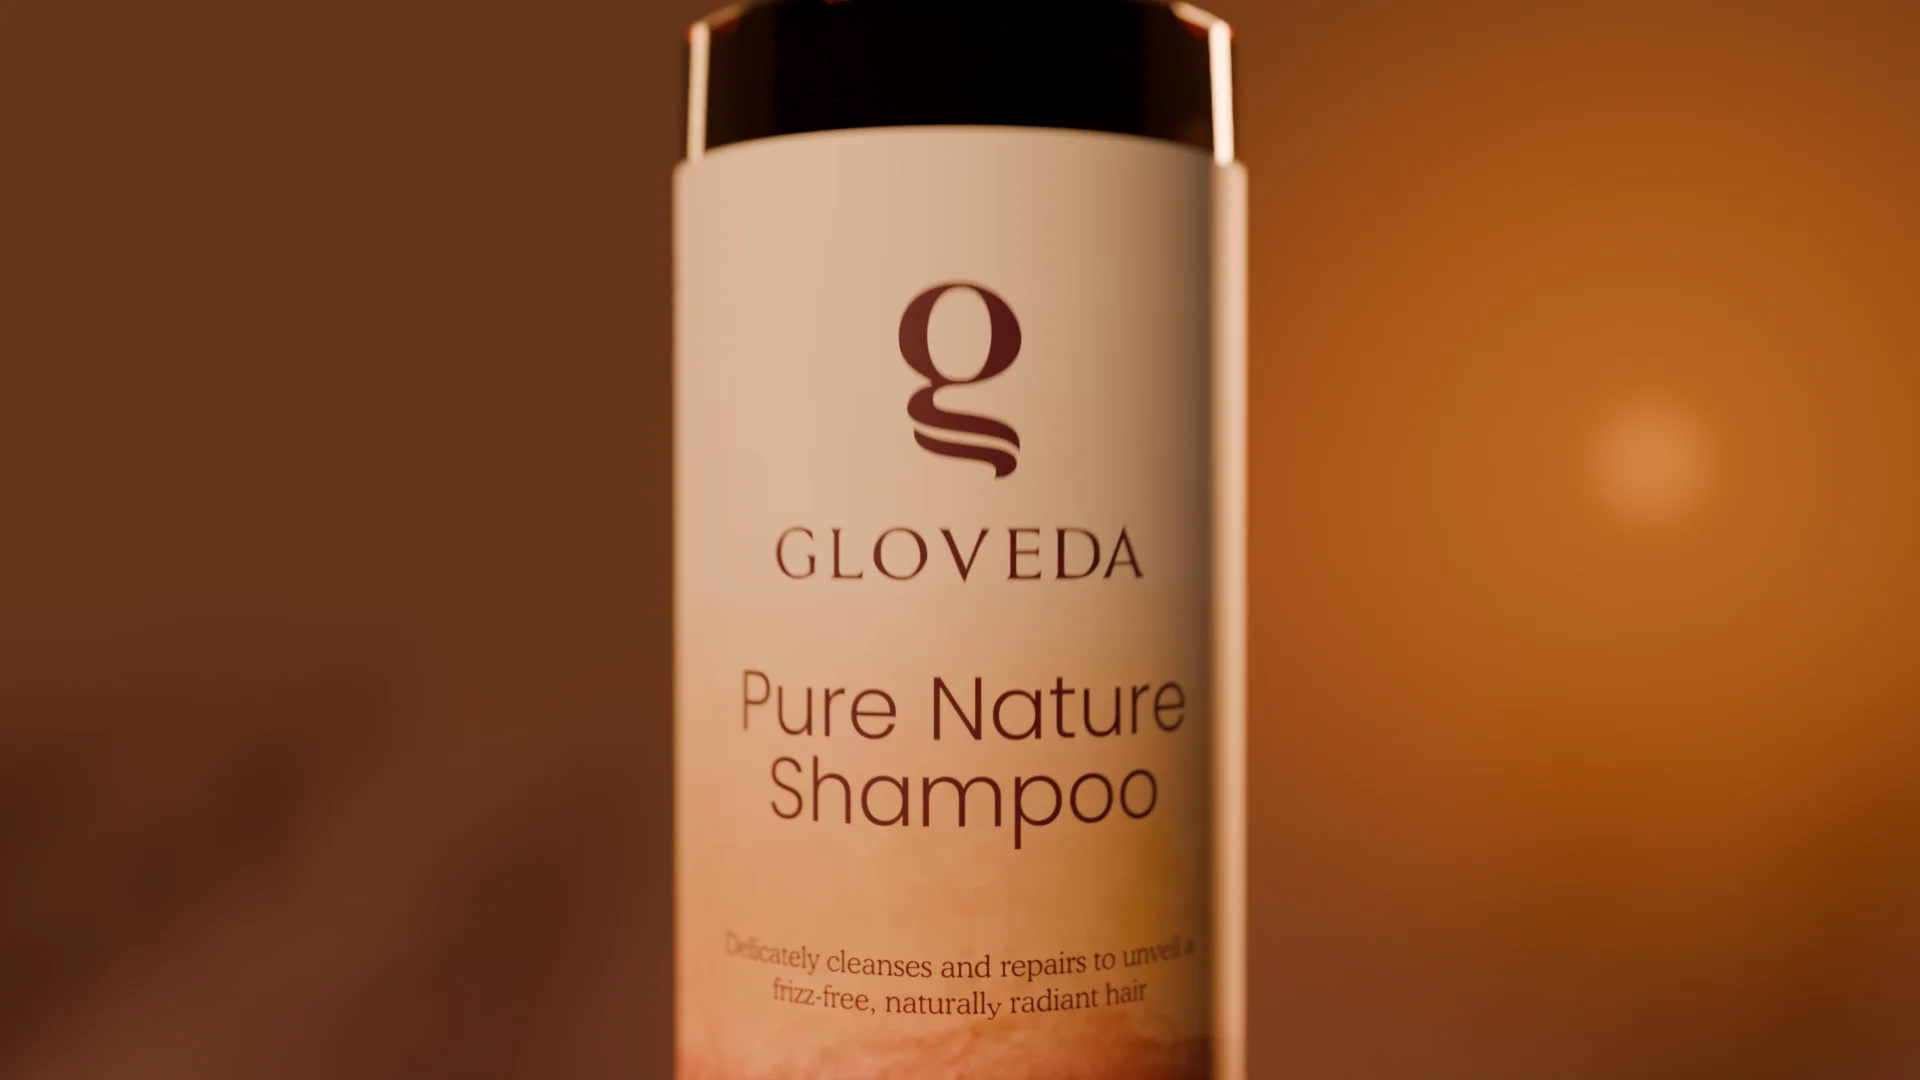 g
GLOVEDA
Pure Nature
Shampoo
Delicately cleanses and repairs to unveil a
frizz-free, naturally radiant hair